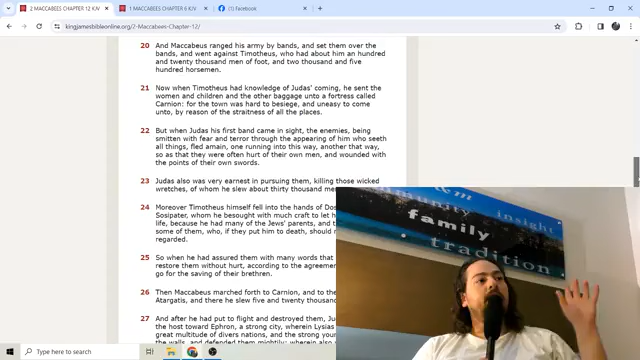 2 MACCABEES CHAPTER 12 KJV
1 MACCABEES CHAPTER 6 KJV
Facebook
kingjamesbibleonline.org/2-Maccabees-Chapter-12/
20 And Maccabeus ranged his army by bands, and set them over the
bands, and went against Timotheus, who had about him an hundred
and twenty thousand men of foot, and two thousand and five
hundred horsemen.
21 Now when Timotheus had knowledge of Judas' coming, he sent the
women and children and the other baggage unto a fortress called
Carnion: for the town was hard to besiege, and uneasy to come
unto, by reason of the straitness of all the places.
22 But when Judas his first band came in sight, the enemies, being
smitten with fear and terror through the appearing of him who seeth
all things, fled amain, one running into this way, another that way,
so as that they were often hurt of their own men, and wounded with
the points of their own swords.
23 Judas also was very earnest in pursuing them, killing those wicked
wretches, of whom he slew about thirty thousand me
24 Moreover Timotheus himself fell into the hands of Dos
Sosipater, whom he besought with much craft to let h
life, because he had many of the Jews' parents, and t
some of them, who, if they put him to death, should n
regarded.
25 So when he had assured them with many words that
restore them without hurt, according to the agreemen
go for the saving of their brethren.
26 Then Maccabeus marched forth to Carnion, and to the
Atargatis, and there he slew five and twenty thousand
27 And after he had put to flight and destroyed them, Ju
the host toward Ephron, a strong city, wherein Lysias
great multitude of divers nations, and the strong your
the walls, and defended them mightily: wherein also
insight
family
tradition
Type here to search